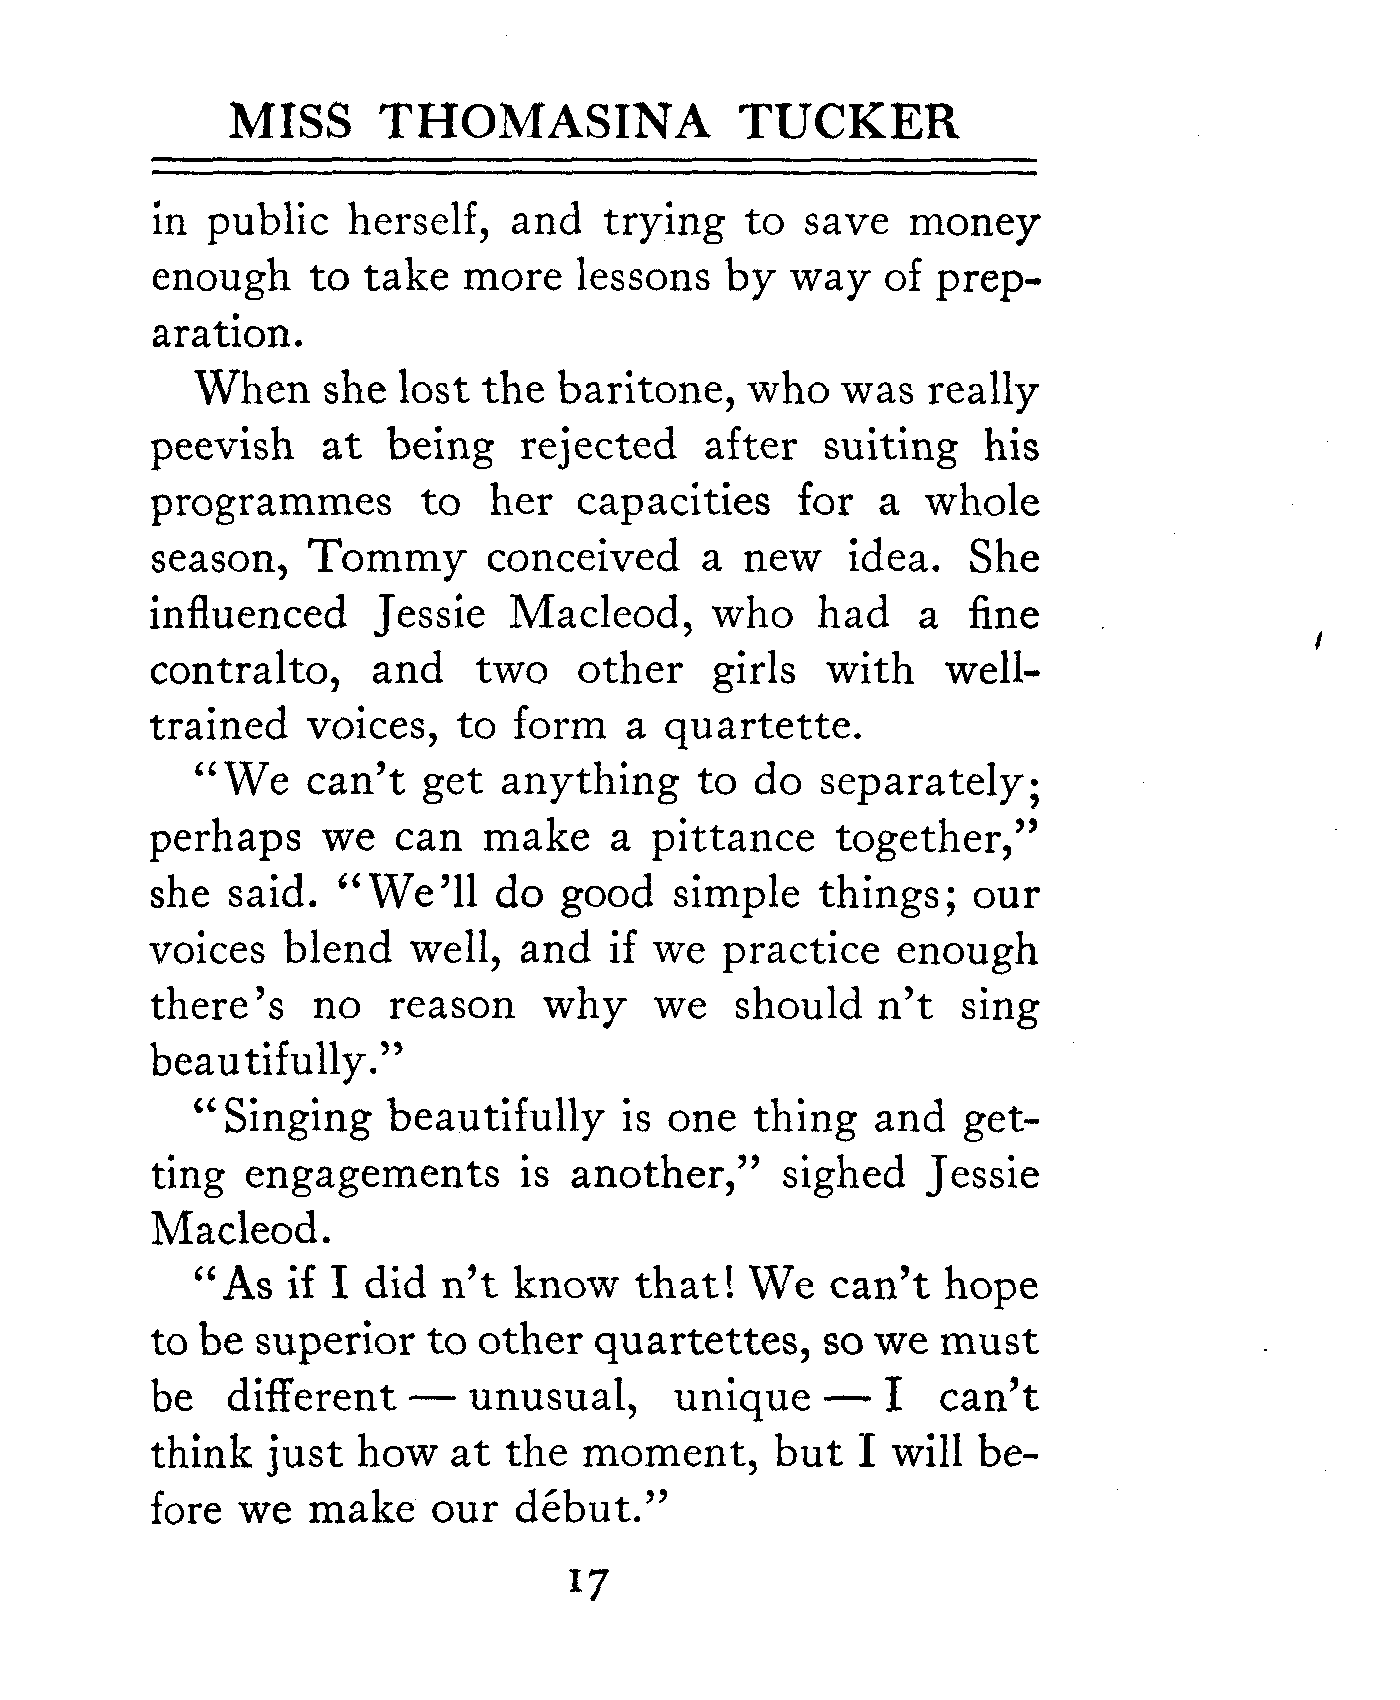 MISS THOMASINA TUCKER
in public herself, and trying to save money
enough to take more lessons by way of prep-
aration.
When she lost the baritone, who was really
peevish at being rejected after suiting his
programmes to her capacities for a whole
season, Tommy conceived a new idea. She
influenced Jessie Macleod, who had a fine
contralto, and two other girls with well-
trained voices, to form a quartette.
“We can’t get anything to do separately;
perhaps we can make a pittance together,”
she said. “We’ll do good simple things; our
voices blend well, and if we practice enough
there’s no reason why we should n’t sing
beautifully.”
“Singing beautifully is one thing and get-
ting engagements is another,” sighed Jessie
Macleod.
“As if I did n’t know that! We can’t hope
to be superior to other quartettes, so we must
be different — unusual, unique — I can’t
think just how at the moment, but I will be-
fore we make our début.”
17